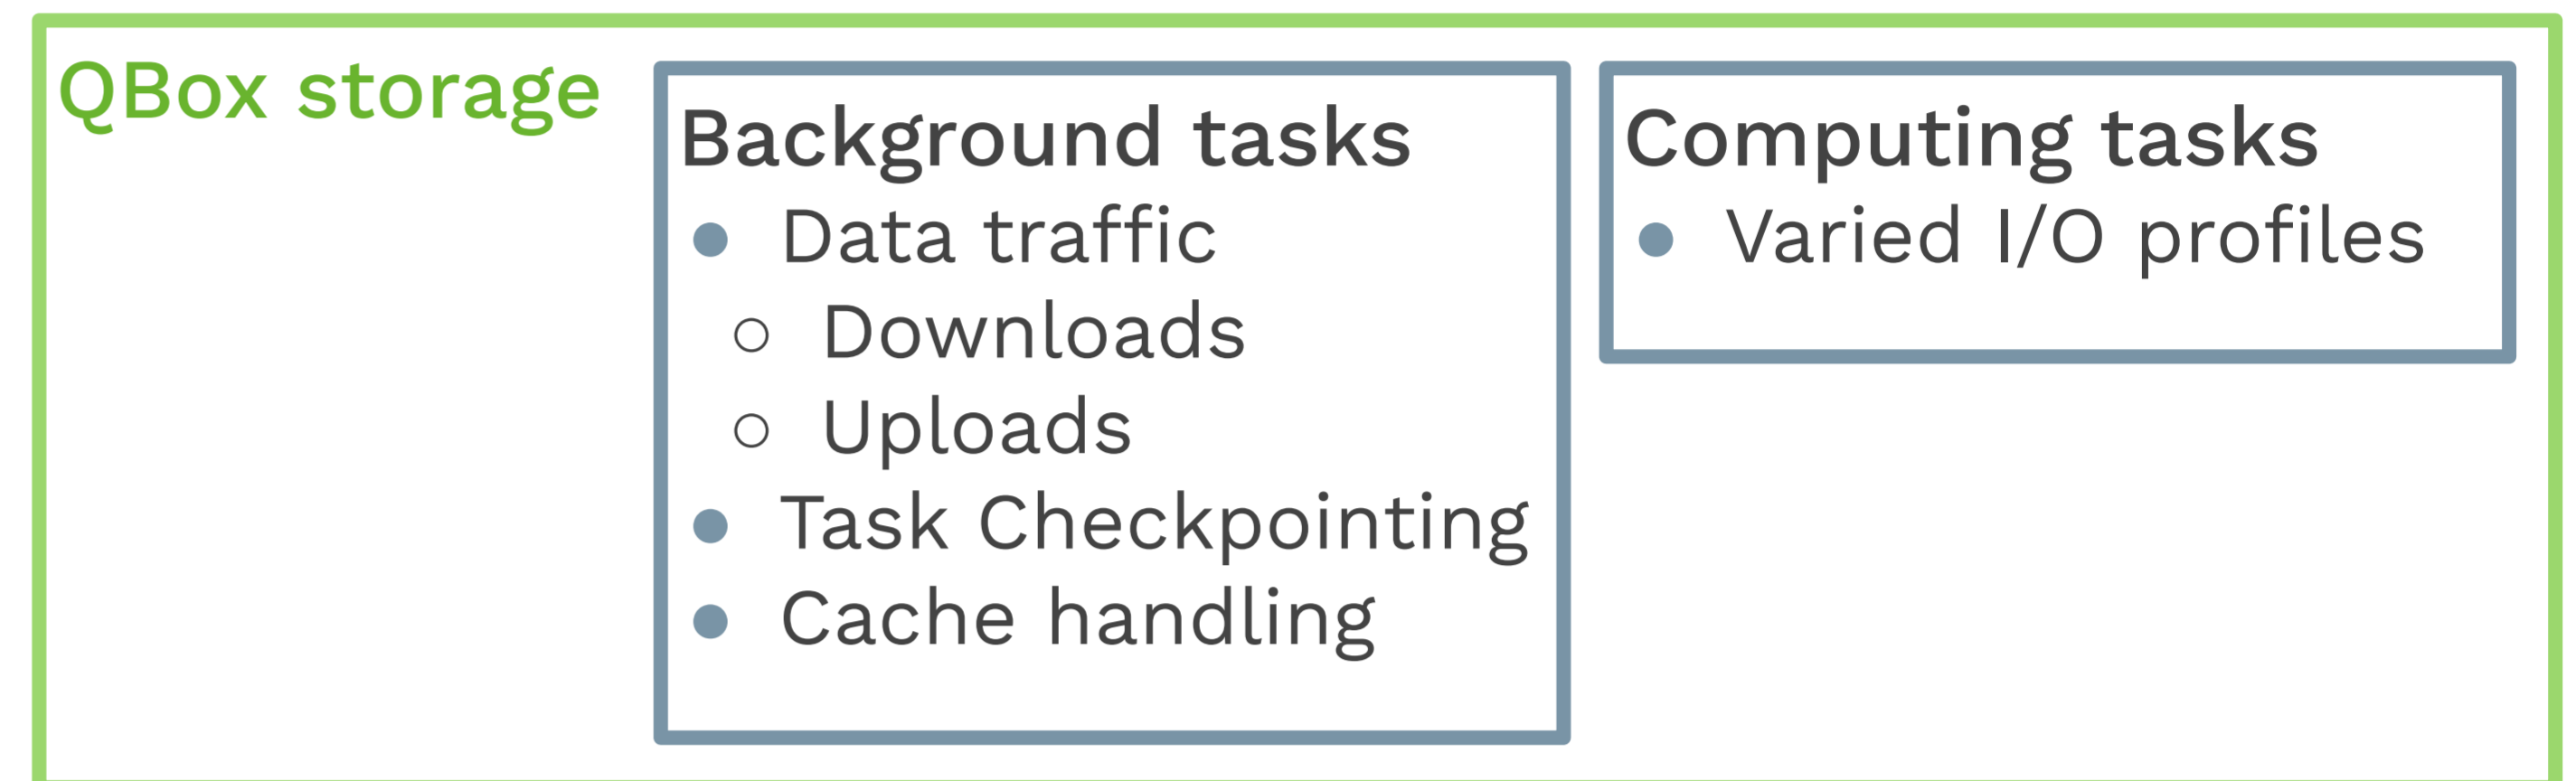 QBox storage
Background tasks
● Data traffic
○ Downloads
○ Uploads
● Task Checkpointing
● Cache handling
Computing tasks
● Varied I/O profiles